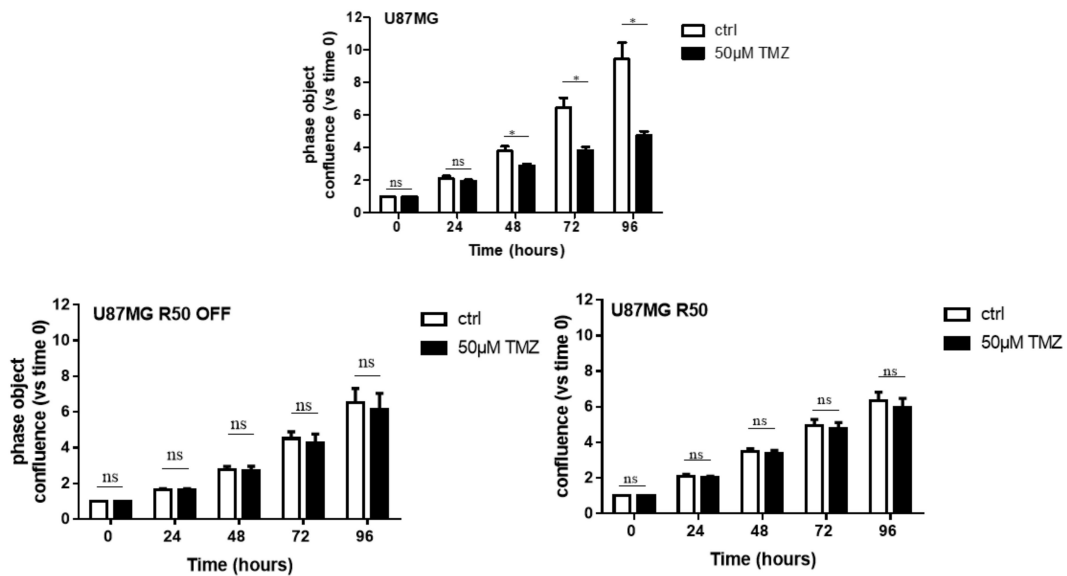 U87MG
ctrl
50µM TMZ
phase object
confluence (vs time 0)
12
10
8
6
4
2
0
ns
ns
*
*
*
0 24 48 72 96
Time (hours)
U87MG R50 OFF
ctrl
50µM TMZ
phase object
confluence (vs time 0)
12
10
8
6
4
2
0
ns
ns
ns
ns
ns
0 24 48 72 96
Time (hours)
U87MG R50
ctrl
50µM TMZ
confluence (vs time 0)
12
10
8
6
4
2
0
ns
ns
ns
ns
ns
0 24 48 72 96
Time (hours)